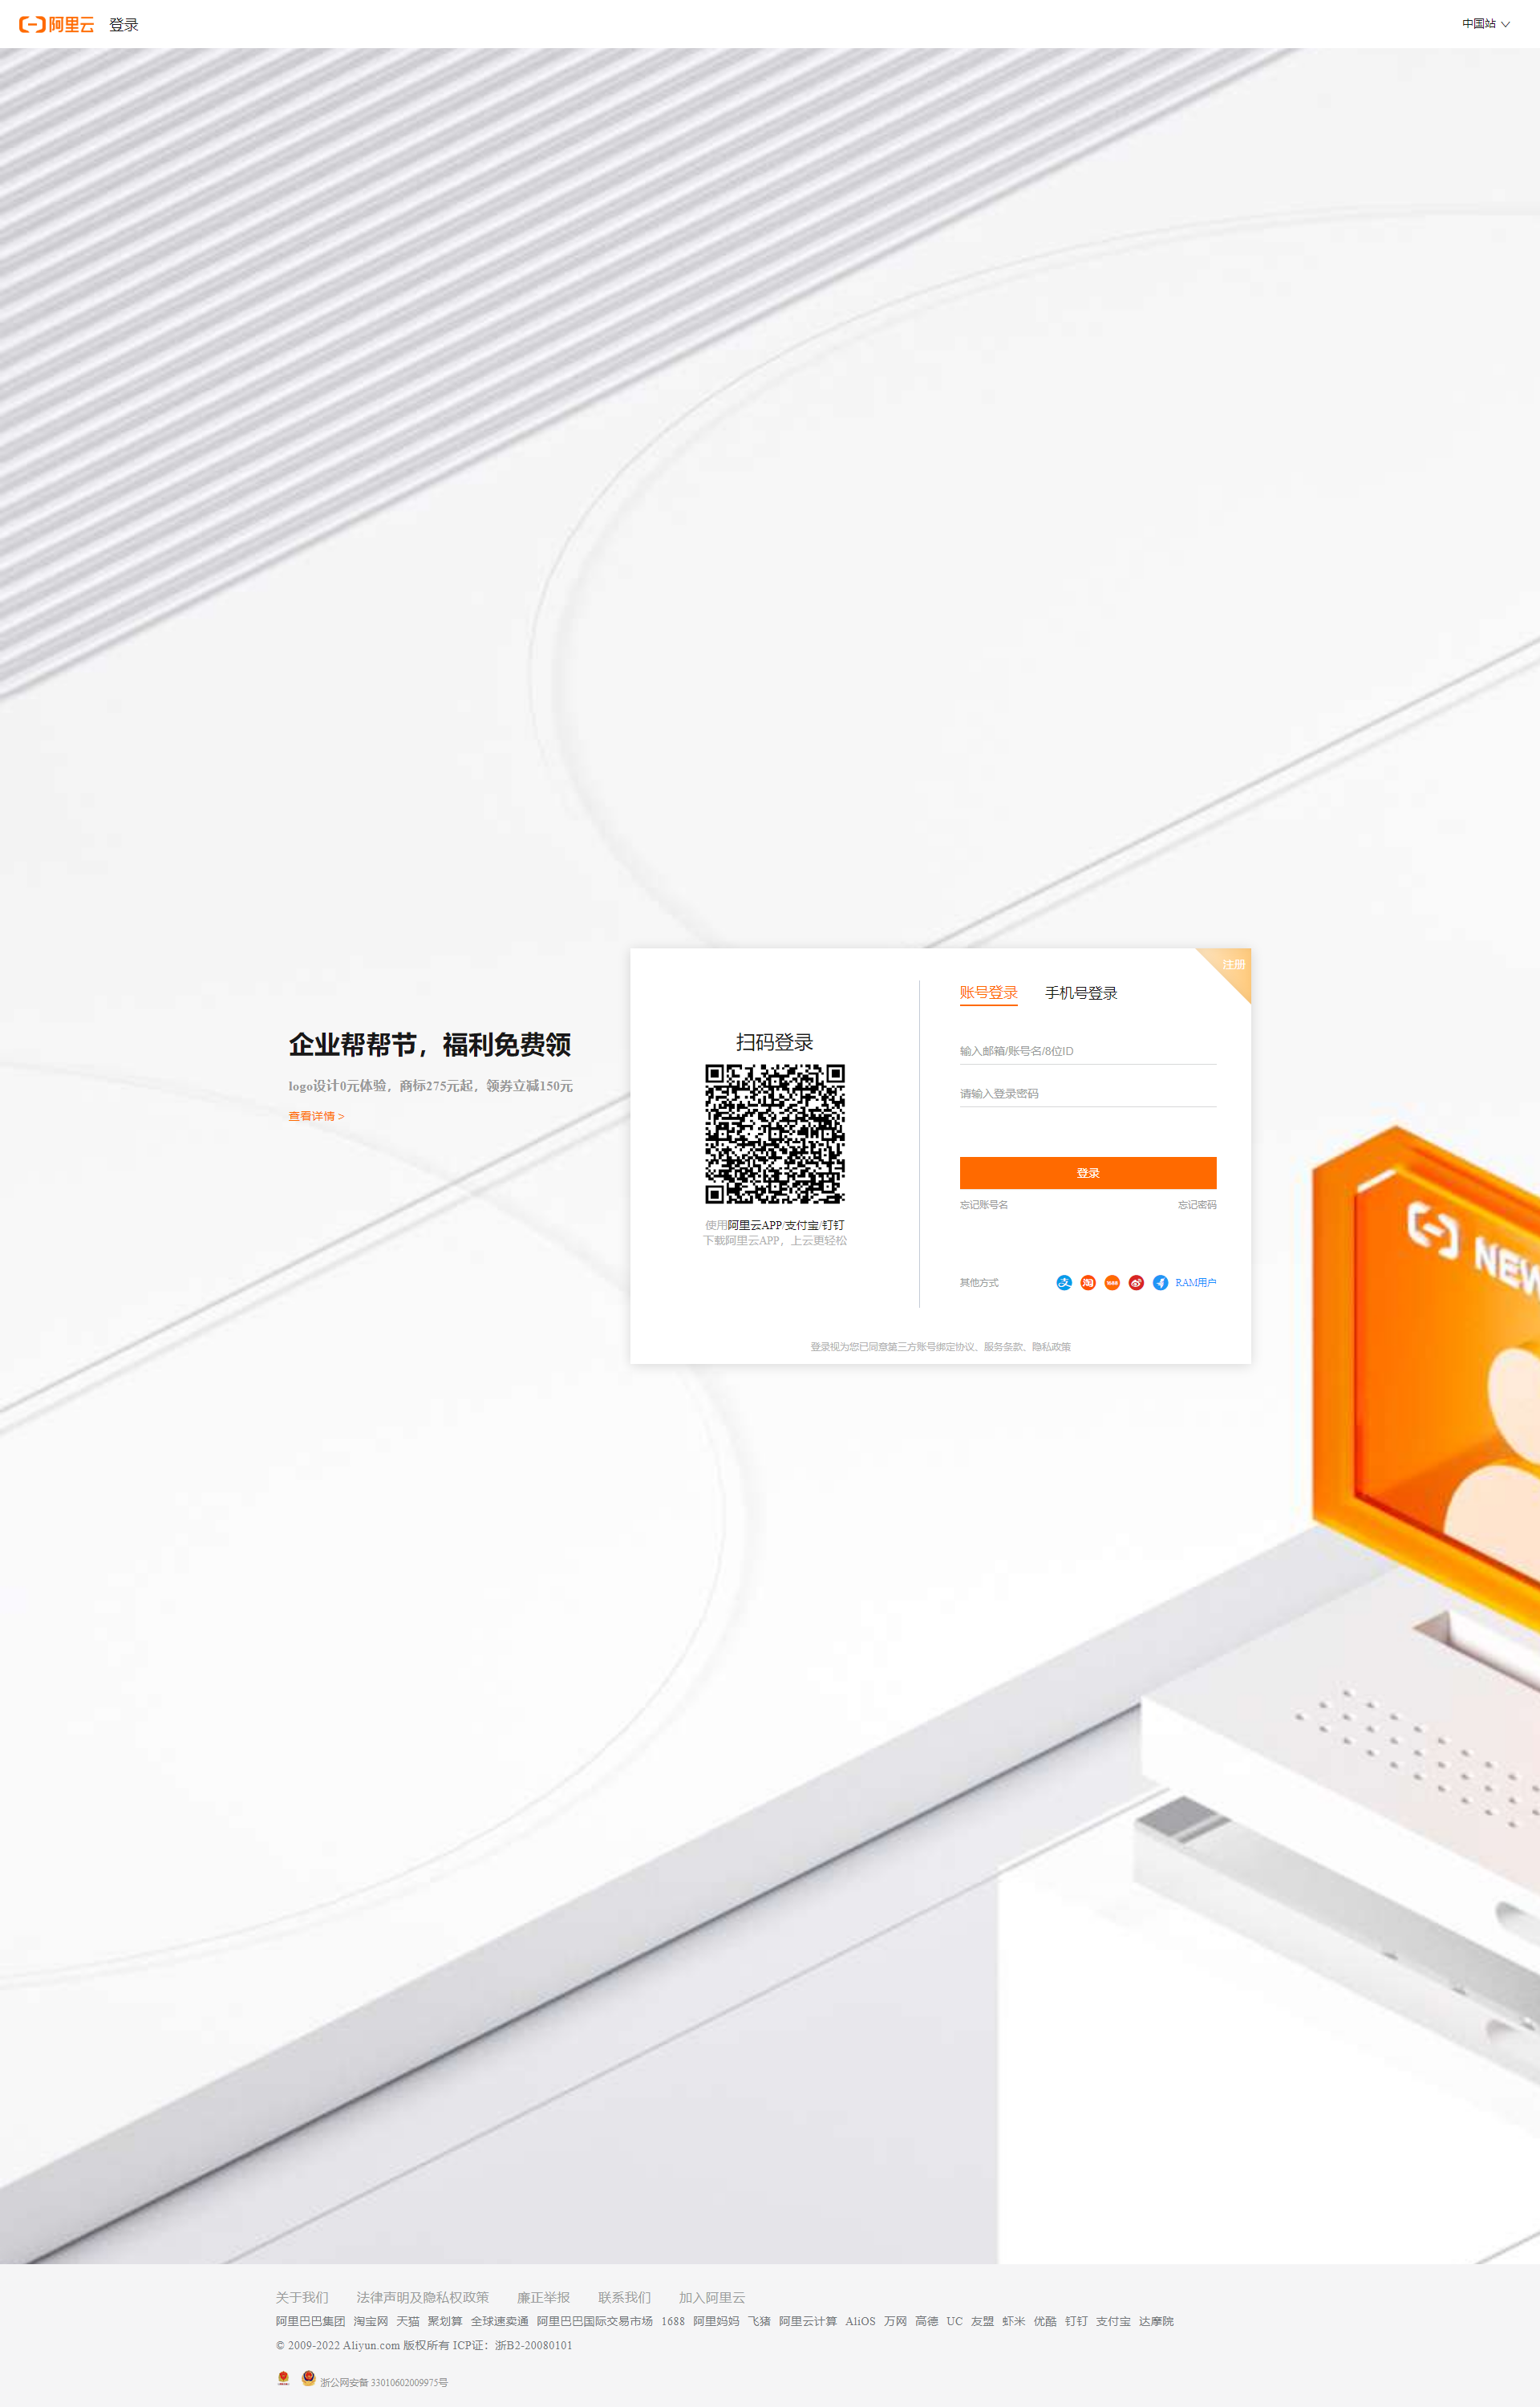 阿里云 登录
中国站
注册
账号登录 手机号登录
扫码登录
企业帮帮节，福利免费领
输入邮箱/账号名/8位ID
logo设计0元体验，商标275元起，领券立减150元
请输入登录密码
查看详情 >
登录
忘记账号名 忘记密码
使用阿里云APP/支付宝/钉钉
下载阿里云APP，上云更轻松
NEW
其他方式 支 淘 RAM用户
登录视为您已同意第三方账号绑定协议、服务条款、隐私政策
关于我们 法律声明及隐私权政策 廉正举报 联系我们 加入阿里云
阿里巴巴集团 淘宝网 天猫 聚划算 全球速卖通 阿里巴巴国际交易市场 1688 阿里妈妈 飞猪 阿里云计算 AliOS 万网 高德 UC 友盟 虾米 优酷 钉钉 支付宝 达摩院
© 2009-2022 Aliyun.com 版权所有 ICP证：浙B2-20080101
浙公网安备 33010602009975号